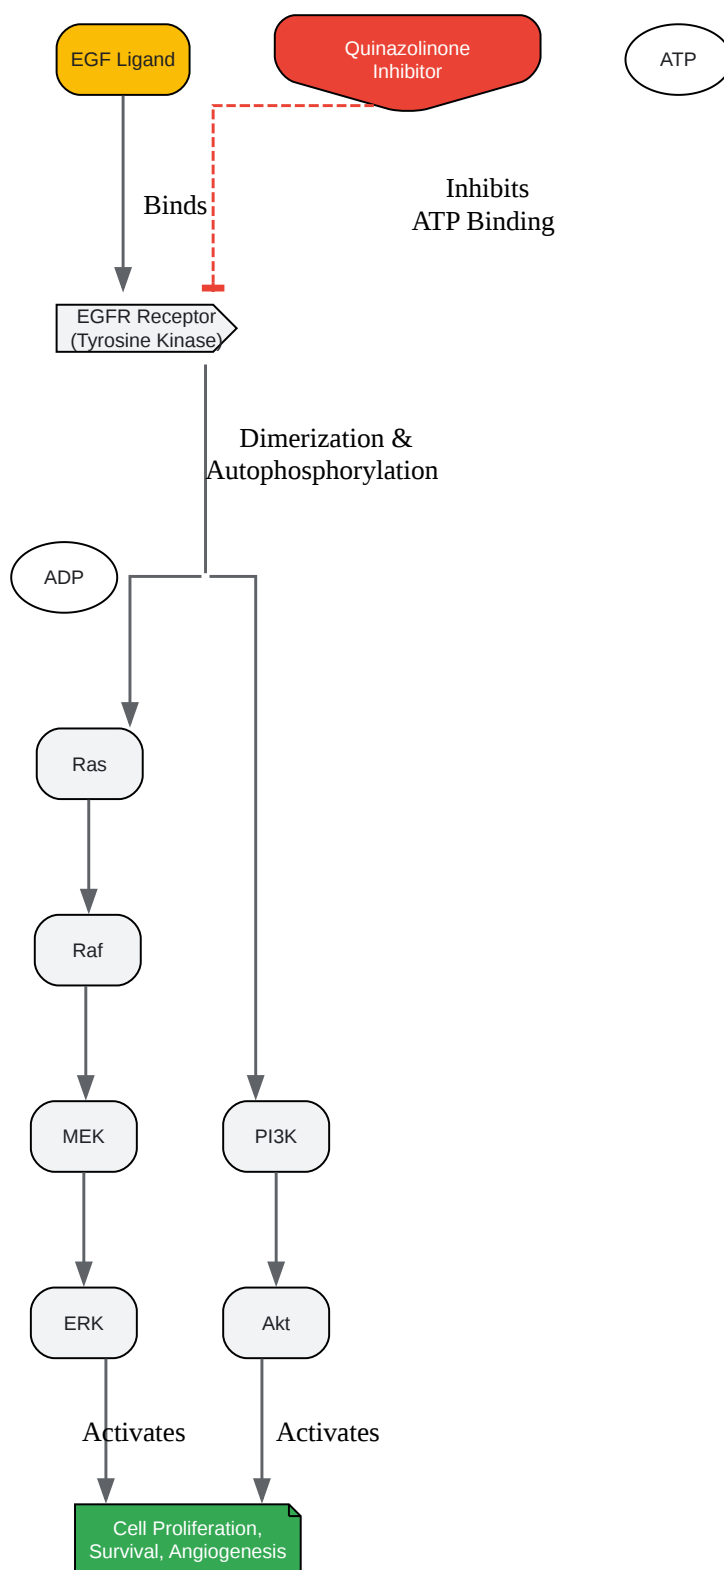 EGF Ligand
Quinazolinone
Inhibitor
ATP
Binds
Inhibits
ATP Binding
EGFR Receptor
(Tyrosine Kinase)
Dimerization &
Autophosphorylation
ADP
Ras
Raf
MEK
PI3K
ERK
Akt
Activates
Activates
Cell Proliferation,
Survival, Angiogenesis